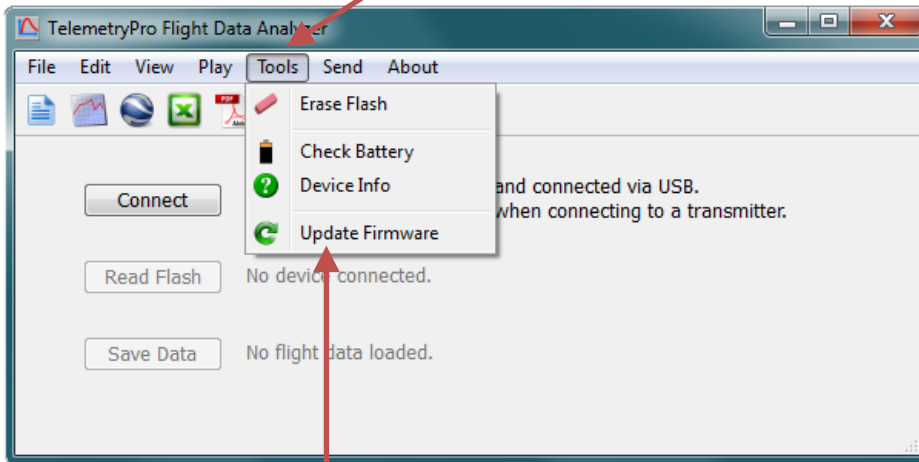 TelemetryPro Flight Data Analyzer
File Edit View Play Tools Send About
PDF
Erase Flash
Check Battery
Device Info
Update Firmware
Connect
and connected via USB.
when connecting to a transmitter.
Read Flash No device connected.
Save Data No flight data loaded.